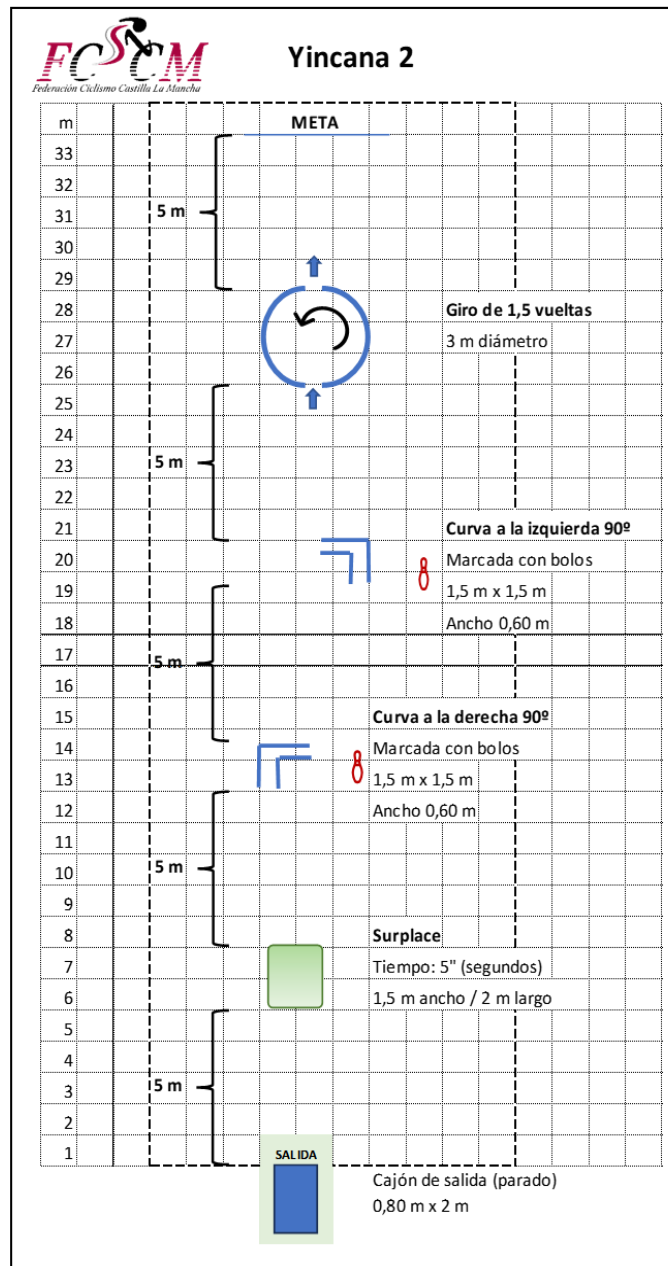 FCSCM
Federación Ciclismo Castilla La Mancha
Yincana 2
m
META
33
32
5 m
31
30
29
28
Giro de 1,5 vueltas
27
3 m diámetro
26
25
24
5 m
23
22
21
Curva a la izquierda 90º
20
Marcada con bolos
19
1,5 m x 1,5 m
18
Ancho 0,60 m
5 m
17
16
15
Curva a la derecha 90º
14
Marcada con bolos
13
1,5 m x 1,5 m
12
Ancho 0,60 m
11
5 m
10
9
8
Surplace
7
Tiempo: 5" (segundos)
6
1,5 m ancho / 2 m largo
5
4
5 m
3
2
1
SALIDA
Cajón de salida (parado)
0,80 m x 2 m